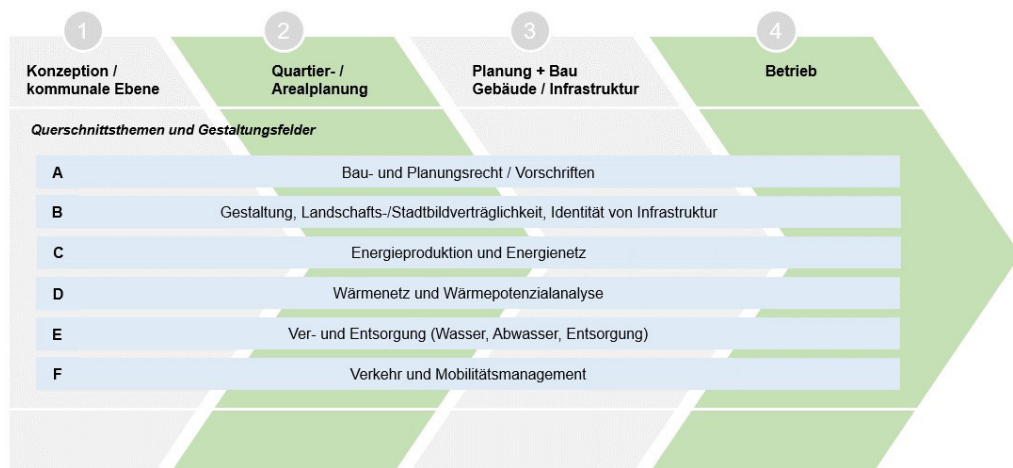 1
2
3
4
Konzeption /
kommunale Ebene
Quartier- /
Arealplanung
Planung + Bau
Gebäude / Infrastruktur
Betrieb
Querschnittsthemen und Gestaltungsfelder
A Bau- und Planungsrecht / Vorschriften
B Gestaltung, Landschafts-/Stadtbildverträglichkeit, Identität von Infrastruktur
C Energieproduktion und Energienetz
D Wärmenetz und Wärmepotenzialanalyse
E Ver- und Entsorgung (Wasser, Abwasser, Entsorgung)
F Verkehr und Mobilitätsmanagement